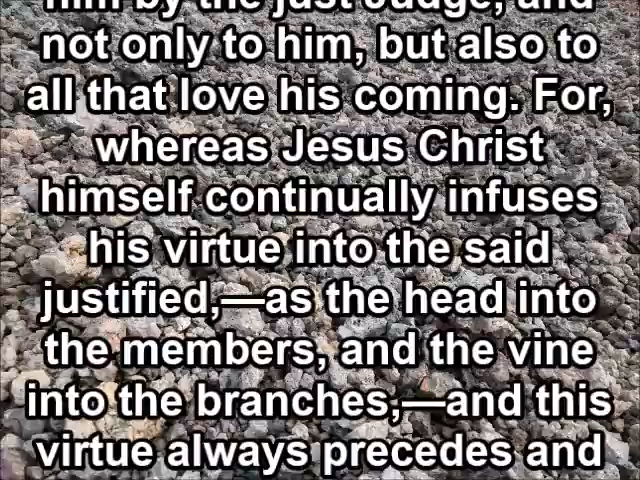 him by the just Judge, and
not only to him, but also to
all that love his coming. For,
whereas Jesus Christ
himself continually infuses
his virtue into the said
justified,—as the head into
the members, and the vine
into the branches,—and this
virtue always precedes and